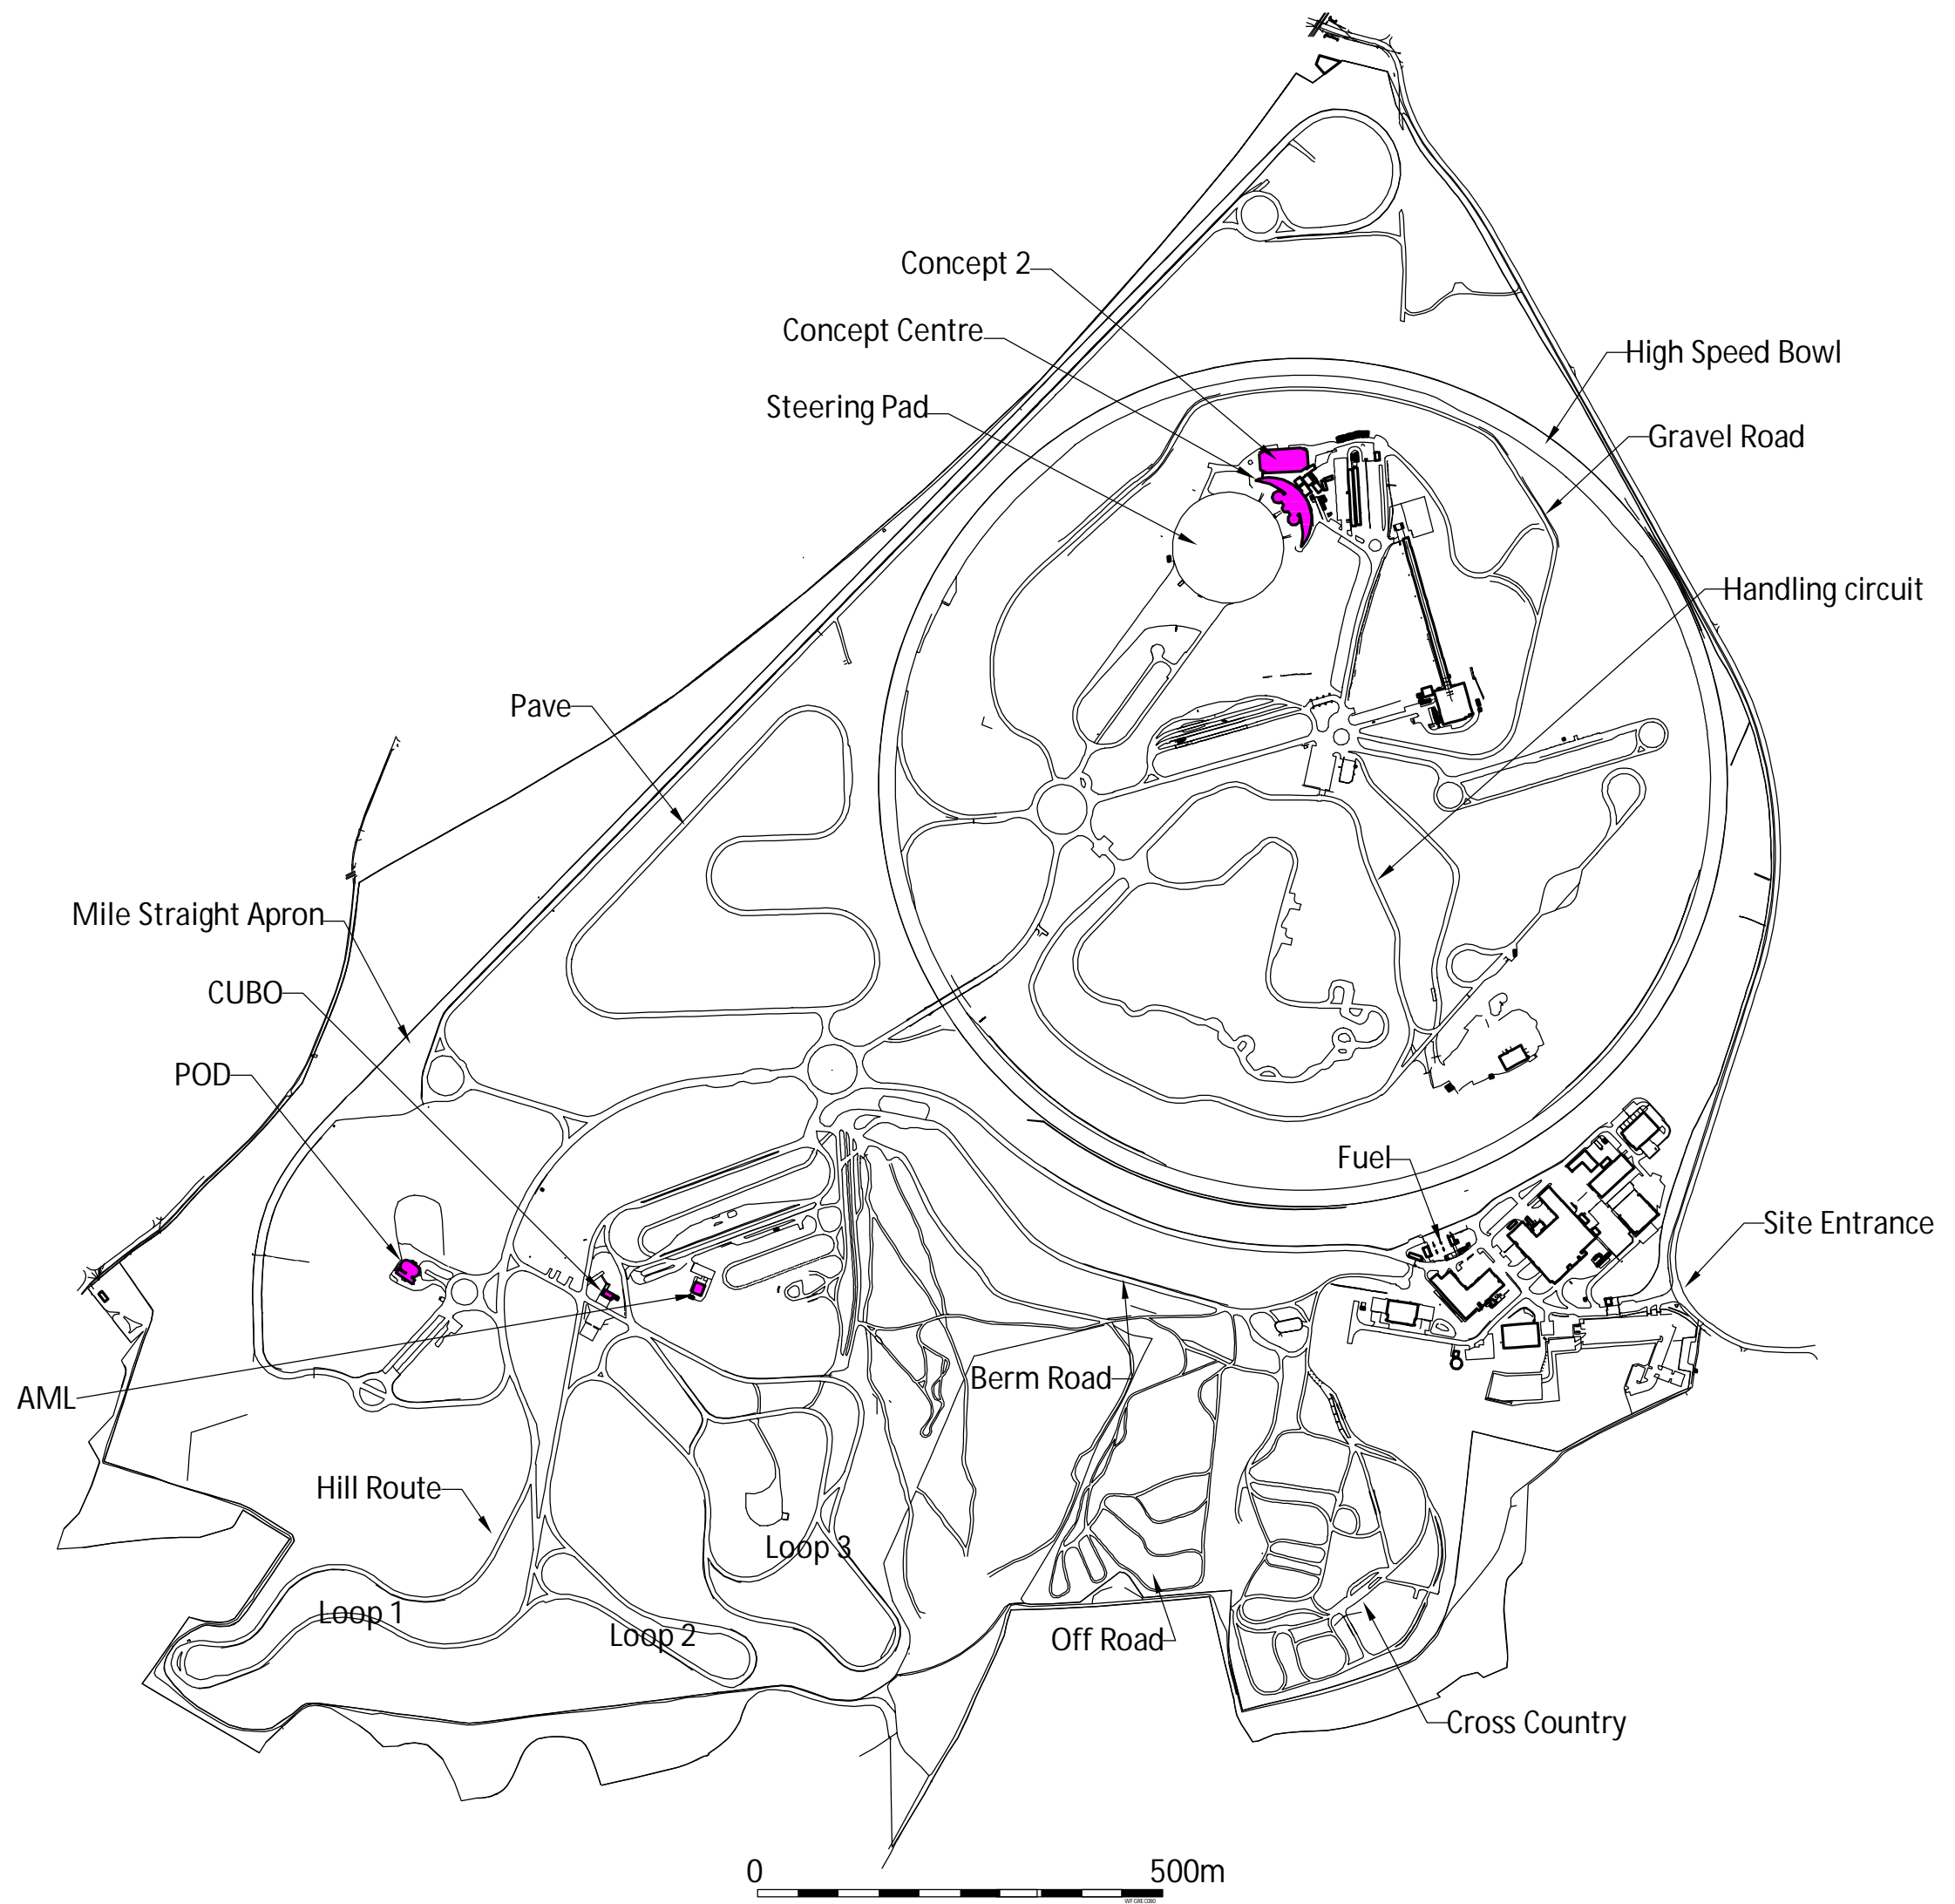 Concept 2
Concept Centre
High Speed Bowl
Steering Pad
Gravel Road
Handling circuit
Pave
Mile Straight Apron
CUBO
POD
Fuel
Site Entrance
Berm Road
AML
Hill Route
Loop 3
Loop 1
Loop 2
Off Road
Cross Country
0 500m